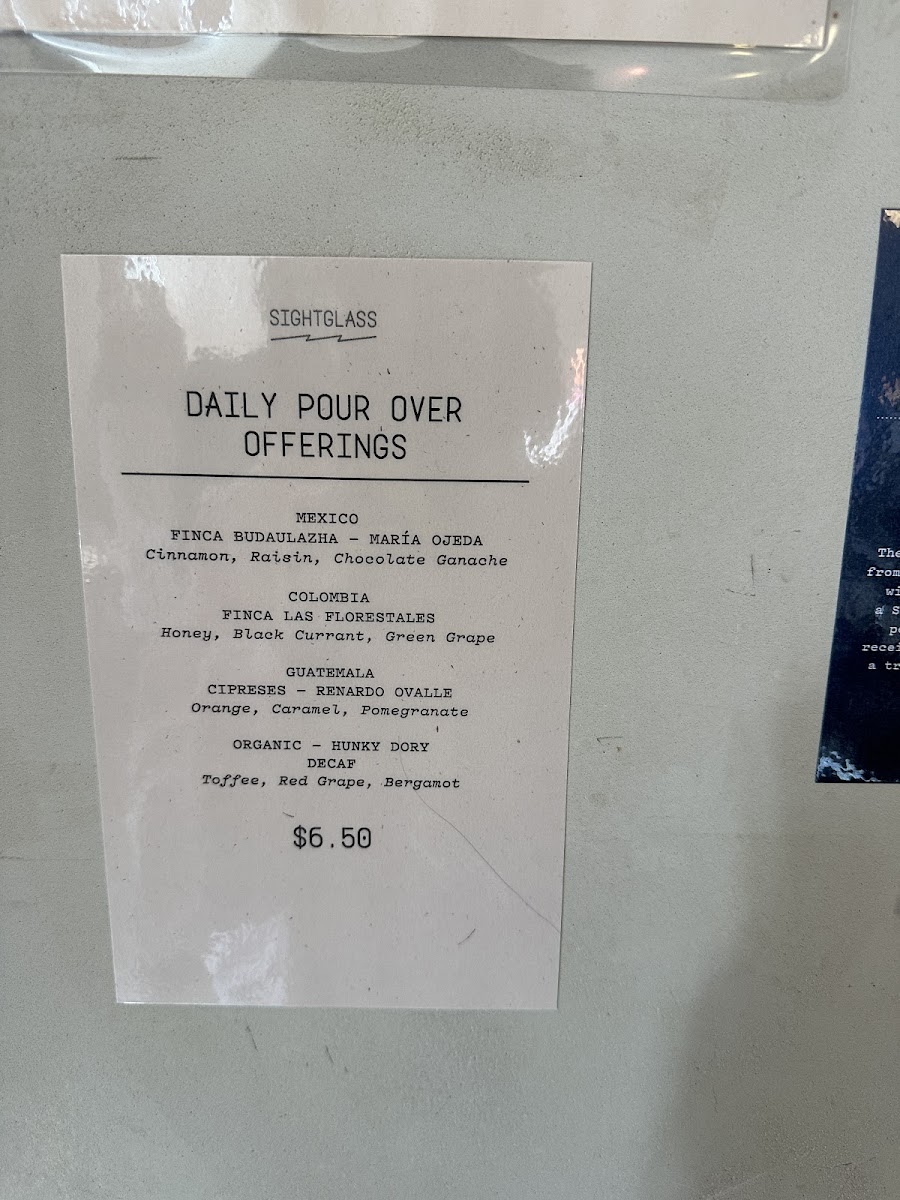 SIGHTGLASS
DAILY POUR OVER
OFFERINGS
MEXICO
FINCA BUDAULAZHA – MARÍA OJEDA
Cinnamon, Raisin, Chocolate Ganache
COLOMBIA
FINCA LAS FLORESTALES
Honey, Black Currant, Green Grape
GUATEMALA
CIPRESES – RENARDO OVALLE
Orange, Caramel, Pomegranate
ORGANIC – HUNKY DORY
DECAF
Toffee, Red Grape, Bergamot
$6.50
The
from
a